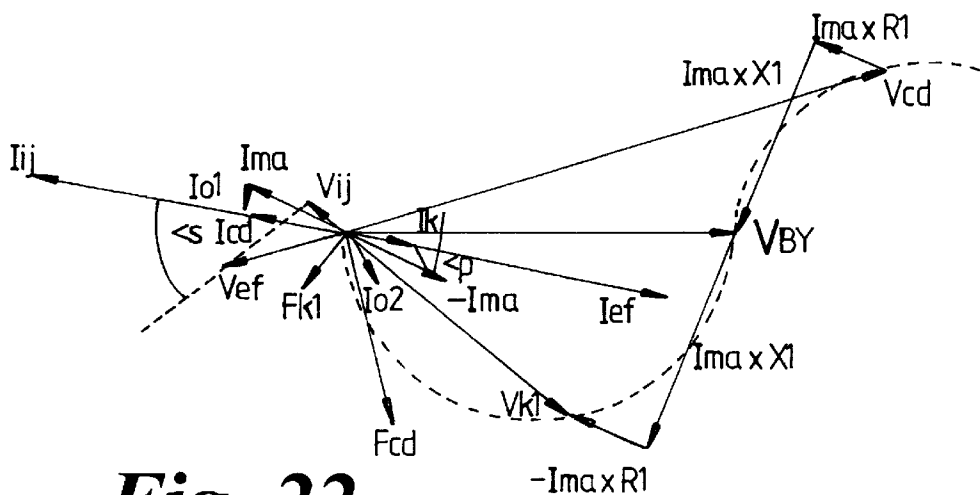 Ima x R1
Ima x X1
Vcd
Iij
Ima
Vij
Io1
Ik
<s Icd
VBY
<p
Vef
Fk1
Io2
-Ima
Ief
Ima x X1
Vk1
Fcd
-Ima x R1
Fig. 22